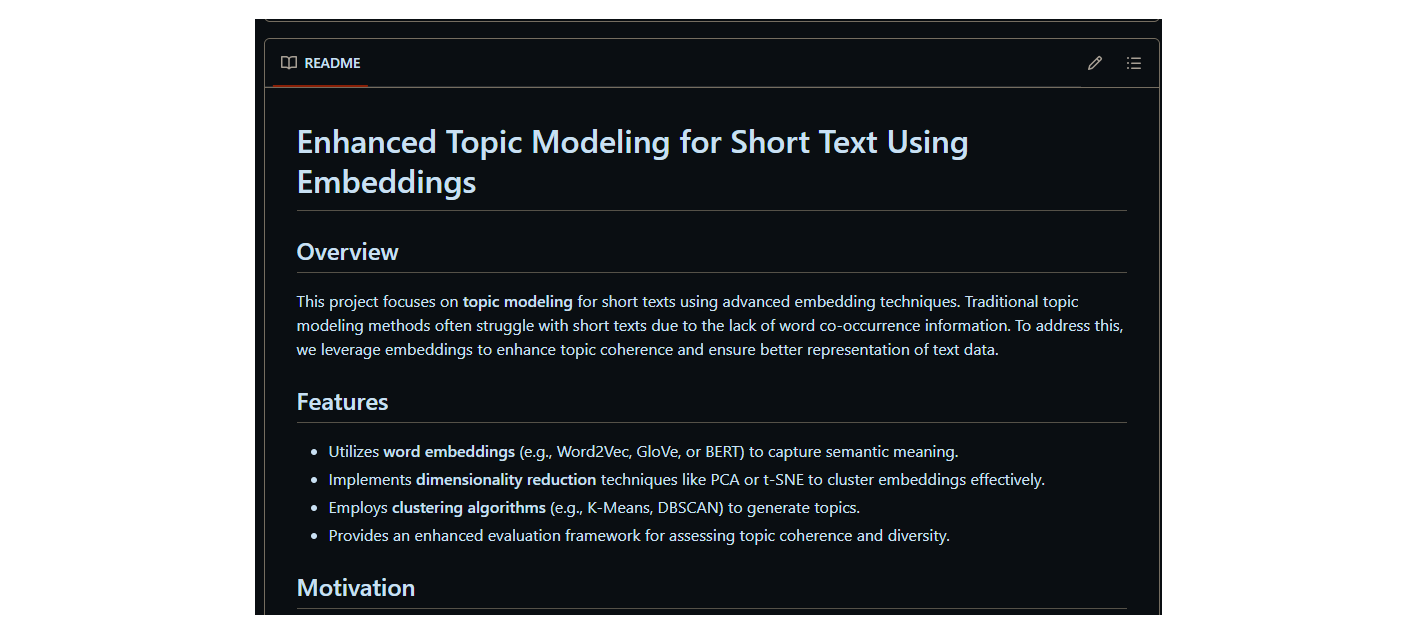 README
Enhanced Topic Modeling for Short Text Using
Embeddings
Overview
This project focuses on topic modeling for short texts using advanced embedding techniques. Traditional topic
modeling methods often struggle with short texts due to the lack of word co-occurrence information. To address this,
we leverage embeddings to enhance topic coherence and ensure better representation of text data.
Features
• Utilizes word embeddings (e.g., Word2Vec, GloVe, or BERT) to capture semantic meaning.
• Implements dimensionality reduction techniques like PCA or t-SNE to cluster embeddings effectively.
• Employs clustering algorithms (e.g., K-Means, DBSCAN) to generate topics.
• Provides an enhanced evaluation framework for assessing topic coherence and diversity.
Motivation